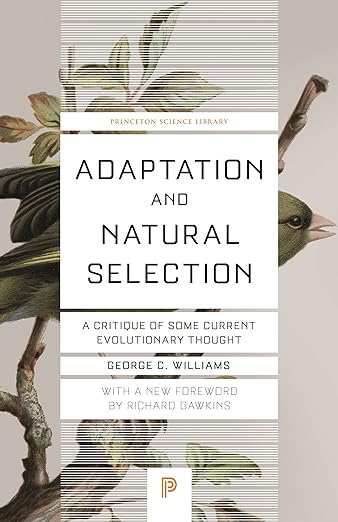 PRINCETON SCIENCE LIBRARY
ADAPTATION
AND
NATURAL
SELECTION
A CRITIQUE OF SOME CURRENT
EVOLUTIONARY THOUGHT
GEORGE C. WILLIAMS
WITH A NEW FOREWORD
BY RICHARD DAWKINS
P